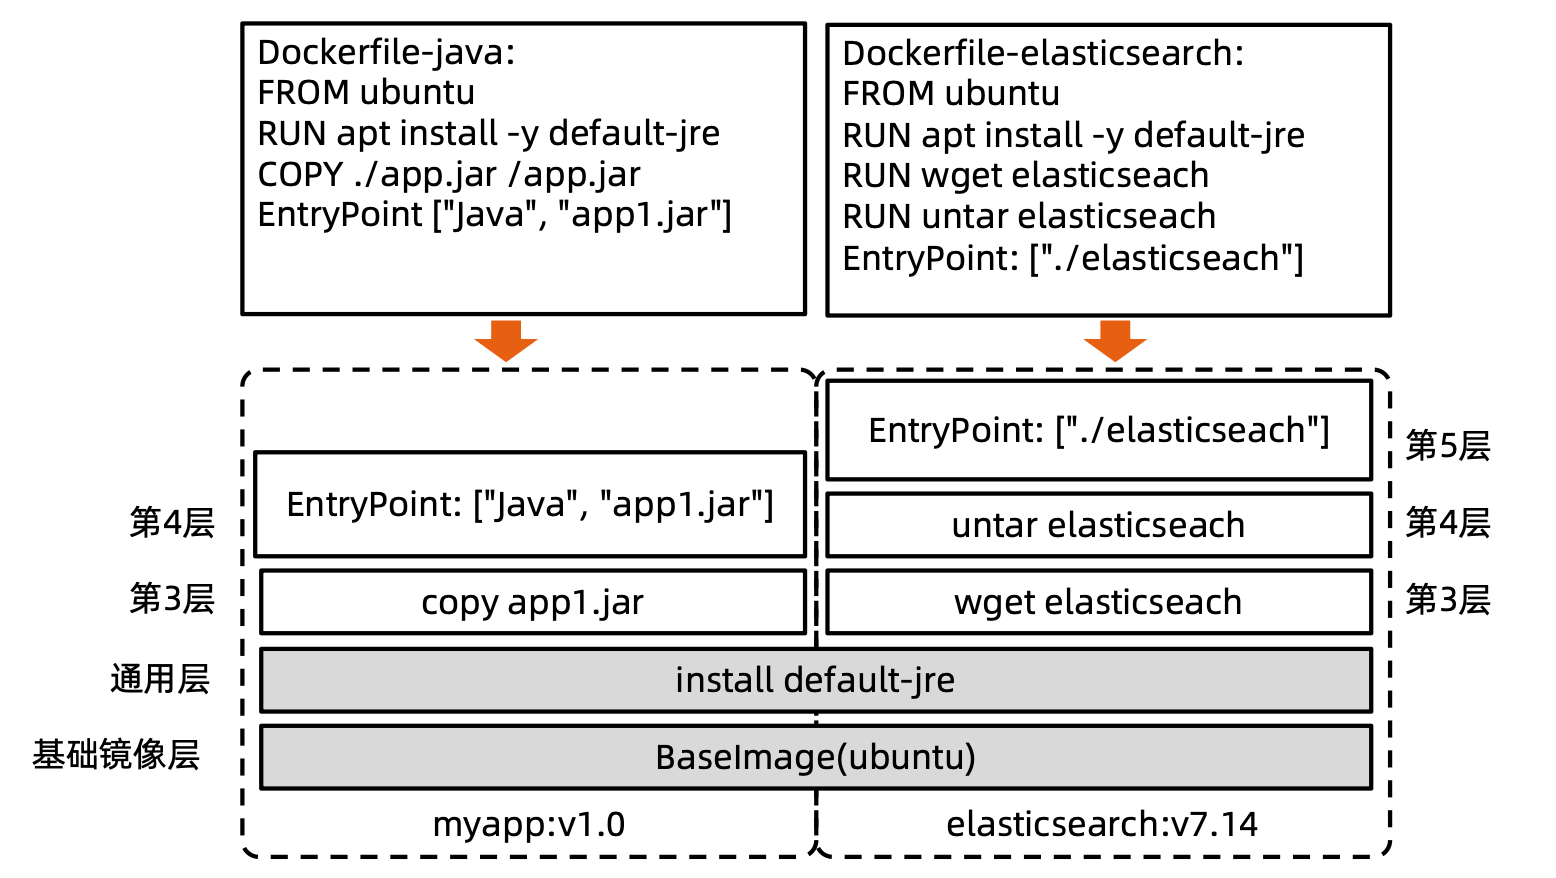 Dockerfile-java:
FROM ubuntu
RUN apt install -y default-jre
COPY ./app.jar /app.jar
EntryPoint ["Java", "app1.jar"]
Dockerfile-elasticsearch:
FROM ubuntu
RUN apt install -y default-jre
RUN wget elasticseach
RUN untar elasticseach
EntryPoint: ["./elasticseach"]
EntryPoint: ["./elasticseach"]
第5层
第4层
EntryPoint: ["Java", "app1.jar"]
untar elasticseach
第4层
第3层
copy app1.jar
wget elasticseach
第3层
通用层
install default-jre
基础镜像层
BaseImage(ubuntu)
myapp:v1.0
elasticsearch:v7.14